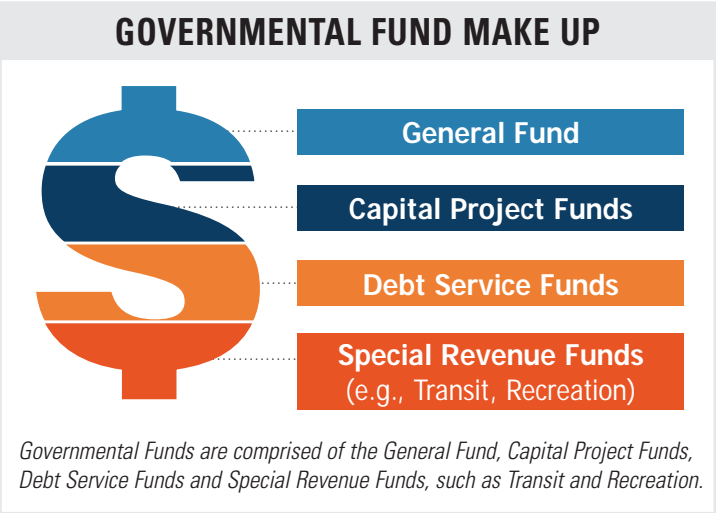 GOVERNMENTAL FUND MAKE UP
General Fund
Capital Project Funds
Debt Service Funds
Special Revenue Funds
(e.g., Transit, Recreation)
Governmental Funds are comprised of the General Fund, Capital Project Funds,
Debt Service Funds and Special Revenue Funds, such as Transit and Recreation.